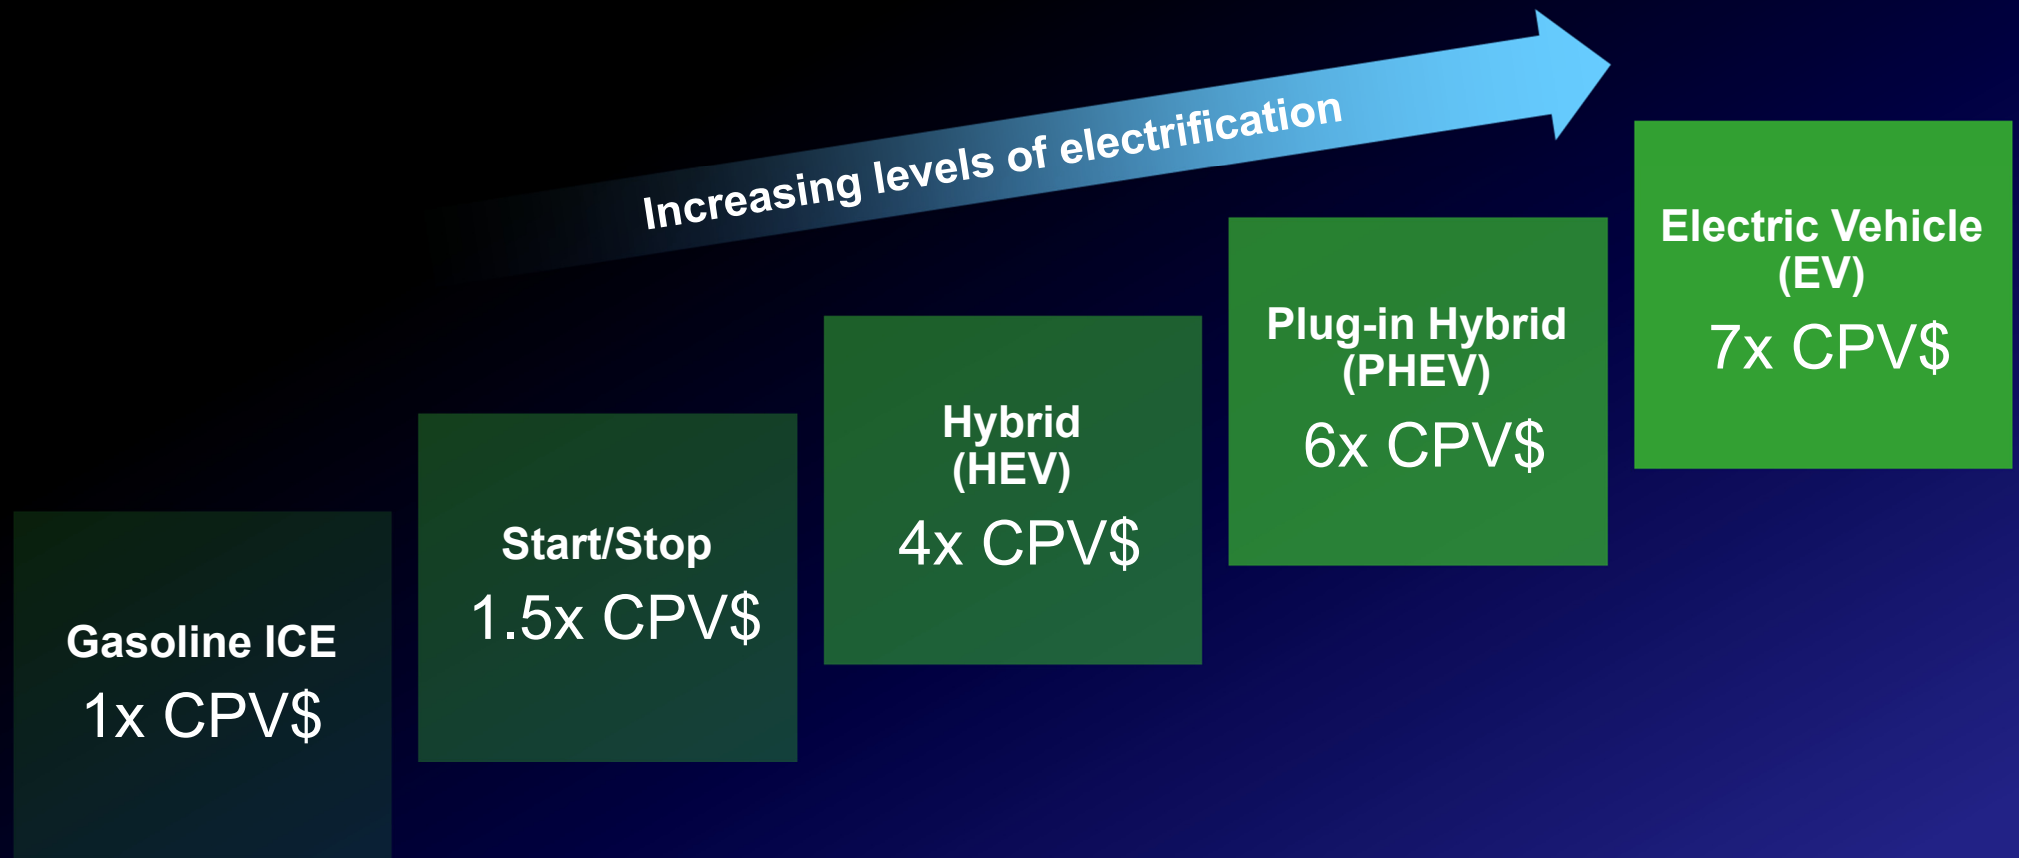 Increasing levels of electrification
Gasoline ICE
1x CPV$
Start/Stop
1.5x CPV$
Hybrid
(HEV)
4x CPV$
Plug-in Hybrid
(PHEV)
6x CPV$
Electric Vehicle
(EV)
7x CPV$